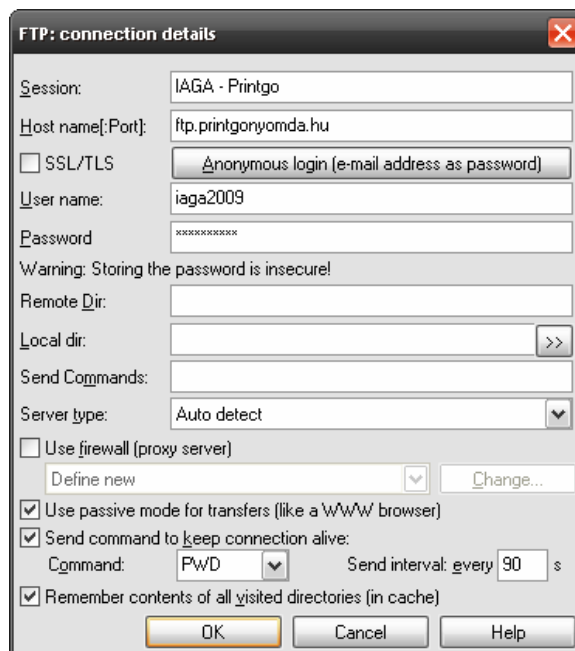 FTP: connection details
Session: IAGA - Printgo
Host name[:Port]: ftp.printgonyomda.hu
SSL/TLS Anonymous login (e-mail address as password)
User name: iaga2009
Password **********
Warning: Storing the password is insecure!
Remote Dir:
Local dir: >>
Send Commands:
Server type: Auto detect
Use firewall (proxy server)
Define new Change...
Use passive mode for transfers (like a WWW browser)
Send command to keep connection alive:
Command: PWD Send interval: every 90 s
Remember contents of all visited directories (in cache)
OK Cancel Help